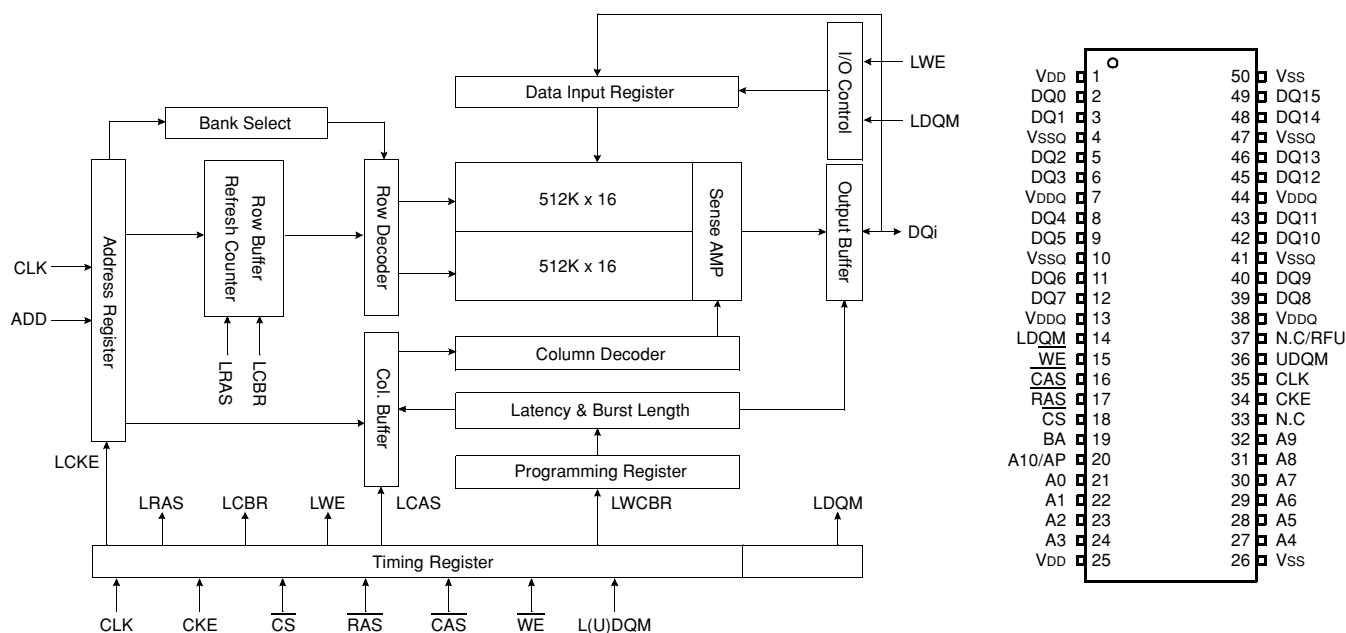 LWE
I/O Control
Data Input Register
LDQM
Bank Select
Address Register
Row Buffer
Refresh Counter
Row Decoder
512K x 16
512K x 16
Sense AMP
Output Buffer
DQi
CLK
ADD
LRAS
LCBR
Col. Buffer
Column Decoder
Latency & Burst Length
Programming Register
LCKE
LRAS
LCBR
LWE
LCAS
LWCBR
LDQM
Timing Register
CLK
CKE
CS
RAS
CAS
WE
L(U)DQM
VDD 1 50 VSS
DQ0 2 49 DQ15
DQ1 3 48 DQ14
VSSQ 4 47 VSSQ
DQ2 5 46 DQ13
DQ3 6 45 DQ12
VDDQ 7 44 VDDQ
DQ4 8 43 DQ11
DQ5 9 42 DQ10
VSSQ 10 41 VSSQ
DQ6 11 40 DQ9
DQ7 12 39 DQ8
VDDQ 13 38 VDDQ
LDQM 14 37 N.C/RFU
WE 15 36 UDQM
CAS 16 35 CLK
RAS 17 34 CKE
CS 18 33 N.C
BA 19 32 A9
A10/AP 20 31 A8
A0 21 30 A7
A1 22 29 A6
A2 23 28 A5
A3 24 27 A4
VDD 25 26 VSS